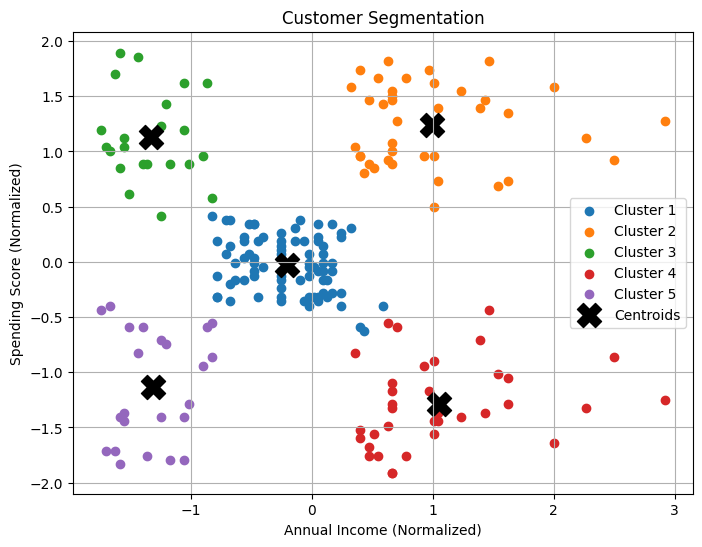 Customer Segmentation
Spending Score (Normalized)
2.0
1.5
1.0
0.5
0.0
−0.5
−1.0
−1.5
−2.0
Cluster 1
Cluster 2
Cluster 3
Cluster 4
Cluster 5
Centroids
−1 0 1 2 3
Annual Income (Normalized)